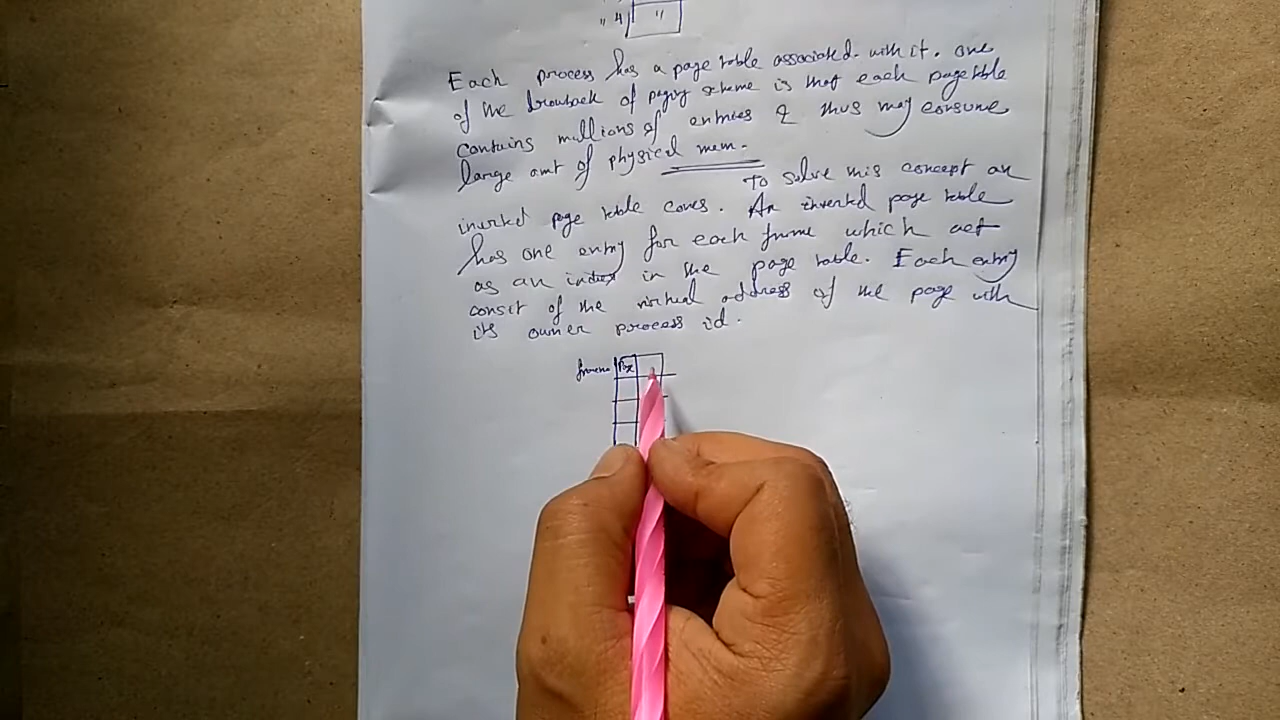 " 4) "
Each process has a page table associated. with it. one
of the drawback of paging scheme is that each page table
contains millions of entries & thus may consume
large amt of physical mem.
To solve this concept an
inverted page table comes. An inverted page table
has one entry for each frame which act
as an index in the page table. Each entry
consit of the virtual address of the page with
its owner process id.
frameno